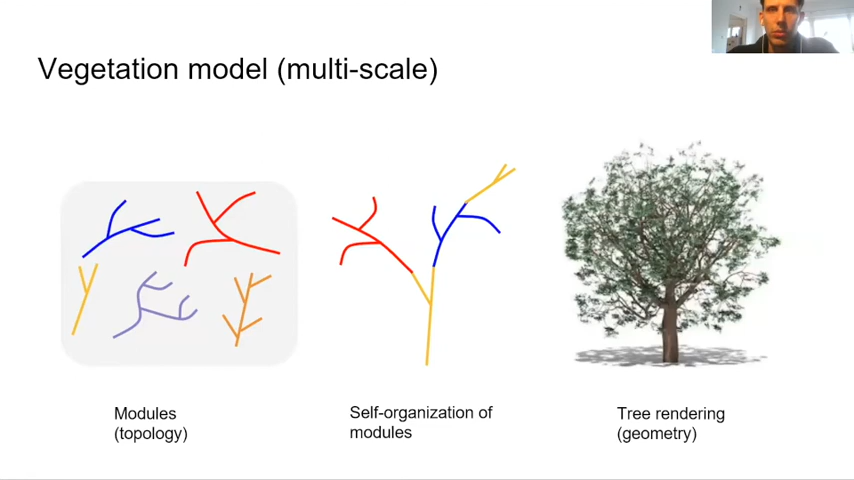 Vegetation model (multi-scale)
Modules
(topology)
Self-organization of
modules
Tree rendering
(geometry)